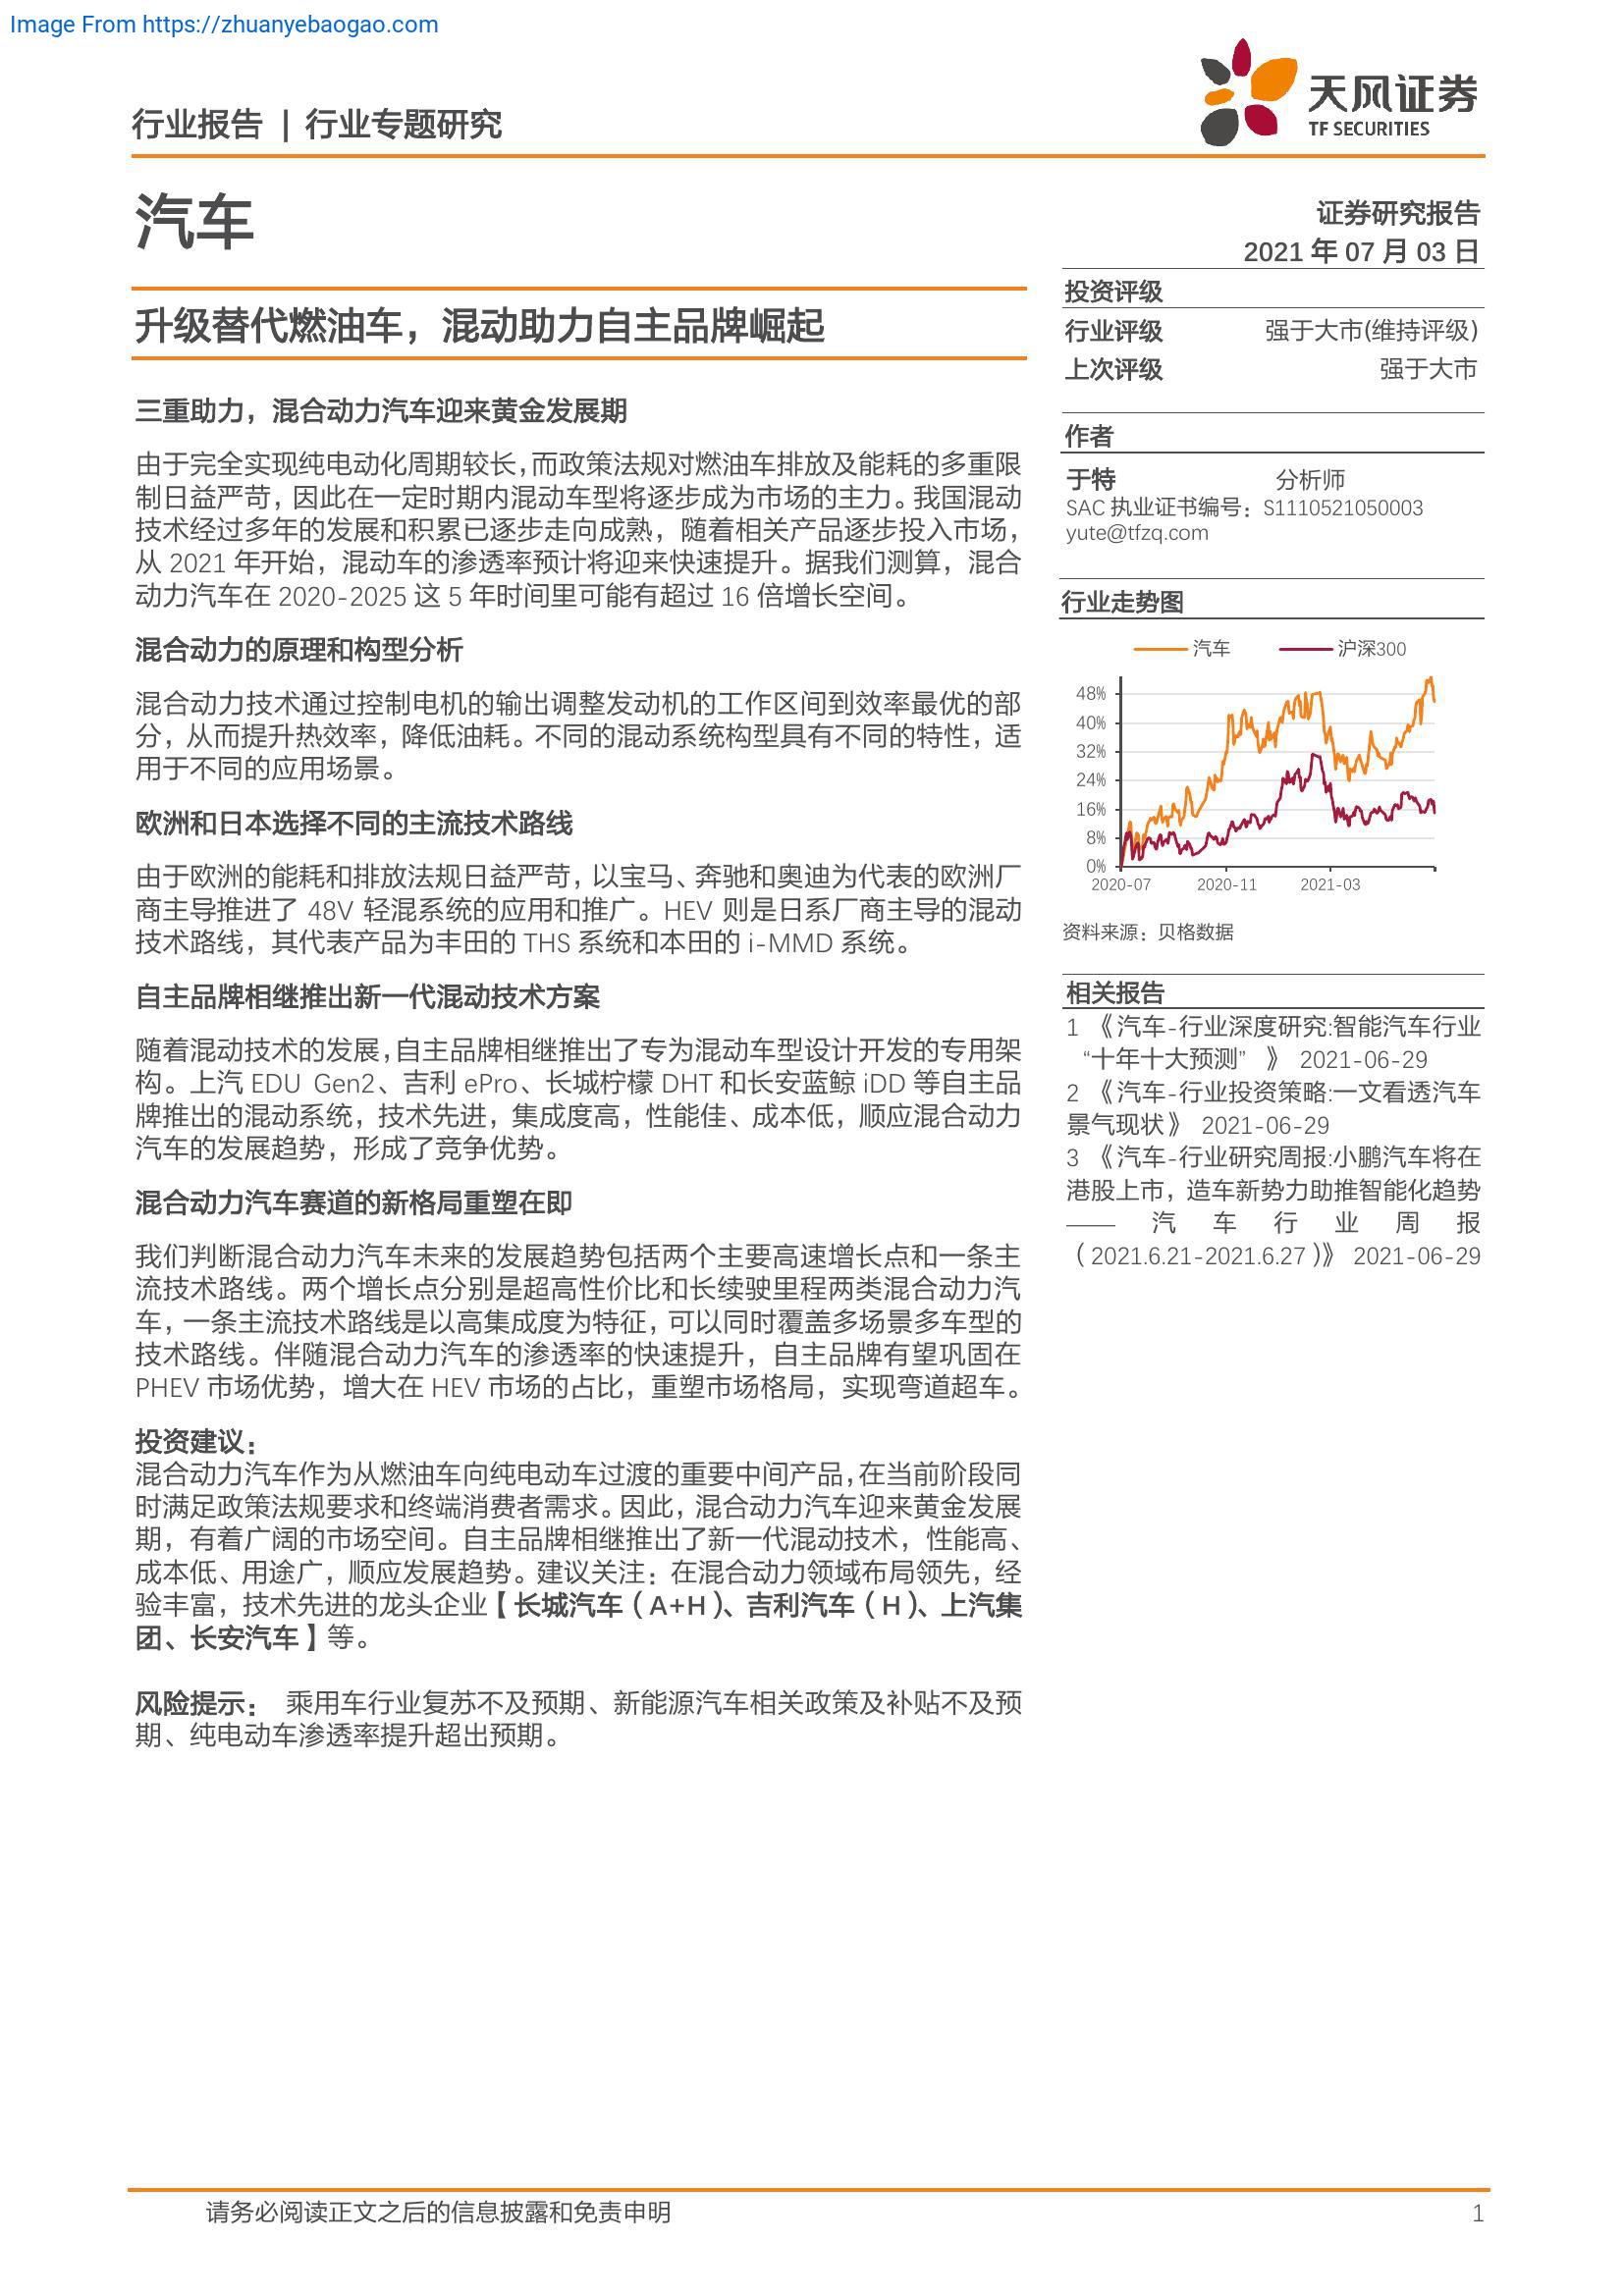 Image From https://zhuanyebaogao.com
行业报告 | 行业专题研究
天风证券
TF SECURITIES
汽车
证券研究报告
2021 年 07 月 03 日
升级替代燃油车，混动助力自主品牌崛起
三重助力，混合动力汽车迎来黄金发展期
由于完全实现纯电动化周期较长，而政策法规对燃油车排放及能耗的多重限
制日益严苛，因此在一定时期内混动车型将逐步成为市场的主力。我国混动
技术经过多年的发展和积累已逐步走向成熟，随着相关产品逐步投入市场，
从 2021 年开始，混动车的渗透率预计将迎来快速提升。据我们测算，混合
动力汽车在 2020-2025 这 5 年时间里可能有超过 16 倍增长空间。
混合动力的原理和构型分析
混合动力技术通过控制电机的输出调整发动机的工作区间到效率最优的部
分，从而提升热效率，降低油耗。不同的混动系统构型具有不同的特性，适
用于不同的应用场景。
欧洲和日本选择不同的主流技术路线
由于欧洲的能耗和排放法规日益严苛，以宝马、奔驰和奥迪为代表的欧洲厂
商主导推进了 48V 轻混系统的应用和推广。HEV 则是日系厂商主导的混动
技术路线，其代表产品为丰田的 THS 系统和本田的 i-MMD 系统。
自主品牌相继推出新一代混动技术方案
随着混动技术的发展，自主品牌相继推出了专为混动车型设计开发的专用架
构。上汽 EDU Gen2、吉利 ePro、长城柠檬 DHT 和长安蓝鲸 iDD 等自主品
牌推出的混动系统，技术先进，集成度高，性能佳、成本低，顺应混合动力
汽车的发展趋势，形成了竞争优势。
混合动力汽车赛道的新格局重塑在即
我们判断混合动力汽车未来的发展趋势包括两个主要高速增长点和一条主
流技术路线。两个增长点分别是超高性价比和长续驶里程两类混合动力汽
车，一条主流技术路线是以高集成度为特征，可以同时覆盖多场景多车型的
技术路线。伴随混合动力汽车的渗透率的快速提升，自主品牌有望巩固在
PHEV 市场优势，增大在 HEV 市场的占比，重塑市场格局，实现弯道超车。
投资建议：
混合动力汽车作为从燃油车向纯电动车过渡的重要中间产品，在当前阶段同
时满足政策法规要求和终端消费者需求。因此，混合动力汽车迎来黄金发展
期，有着广阔的市场空间。自主品牌相继推出了新一代混动技术，性能高、
成本低、用途广，顺应发展趋势。建议关注：在混合动力领域布局领先，经
验丰富，技术先进的龙头企业【长城汽车（A+H）、吉利汽车（H）、上汽集
团、长安汽车】等。
风险提示： 乘用车行业复苏不及预期、新能源汽车相关政策及补贴不及预
期、纯电动车渗透率提升超出预期。
投资评级
行业评级 强于大市(维持评级)
上次评级 强于大市
作者
于特 分析师
SAC 执业证书编号：S1110521050003
yute@tfzq.com
行业走势图
汽车 沪深300
48%
40%
32%
24%
16%
8%
0%
2020-07 2020-11 2021-03
资料来源：贝格数据
相关报告
1 《汽车-行业深度研究:智能汽车行业
“十年十大预测” 》 2021-06-29
2 《汽车-行业投资策略:一文看透汽车
景气现状》 2021-06-29
3 《汽车-行业研究周报:小鹏汽车将在
港股上市，造车新势力助推智能化趋势
—— 汽 车 行 业 周 报
（2021.6.21-2021.6.27）》 2021-06-29
请务必阅读正文之后的信息披露和免责申明
1